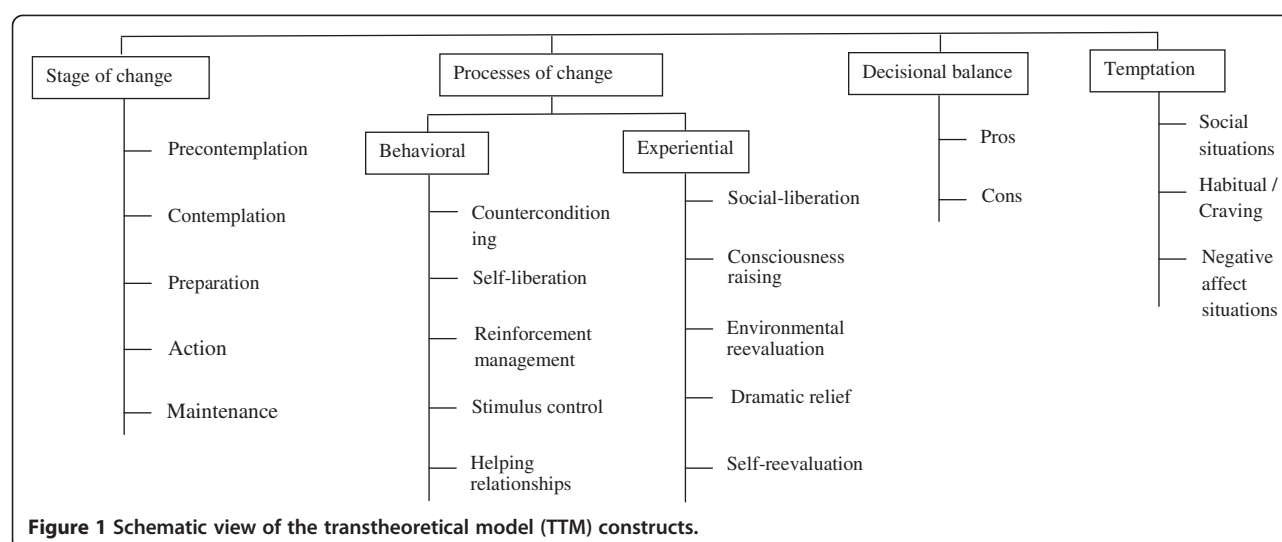 Stage of change
Processes of change
Decisional balance
Temptation
Precontemplation
Contemplation
Preparation
Action
Maintenance
Behavioral
Countercondition
ing
Self-liberation
Reinforcement
management
Stimulus control
Helping
relationships
Experiential
Social-liberation
Consciousness
raising
Environmental
reevaluation
Dramatic relief
Self-reevaluation
Pros
Cons
Social
situations
Habitual /
Craving
Negative
affect
situations
Figure 1 Schematic view of the transtheoretical model (TTM) constructs.